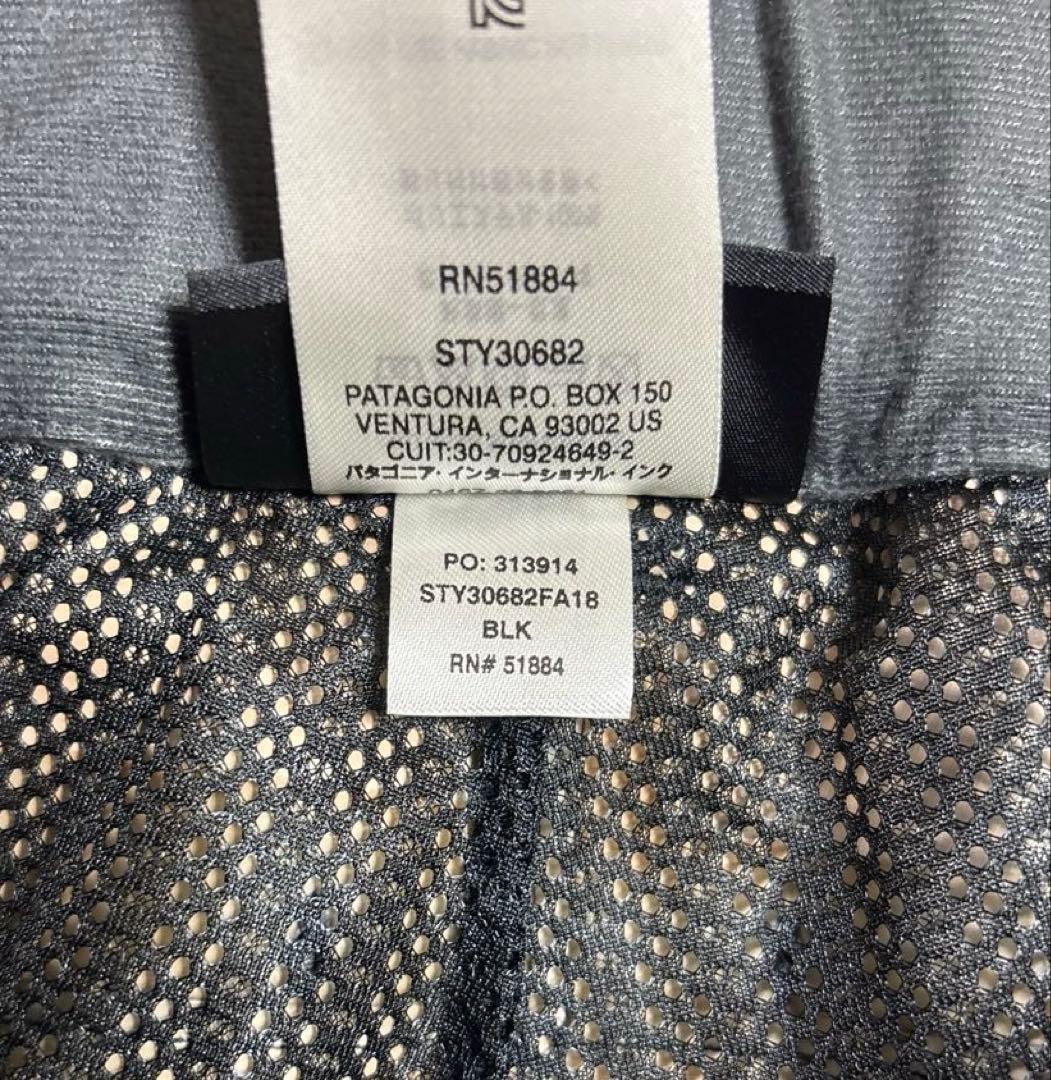 RN51884
STY30682
PATAGONIA P.O. BOX 150
VENTURA, CA 93002 US
CUIT:30-70924649-2
パタゴニア・インターナショナル・インク
PO: 313914
STY30682FA18
BLK
RN# 51884